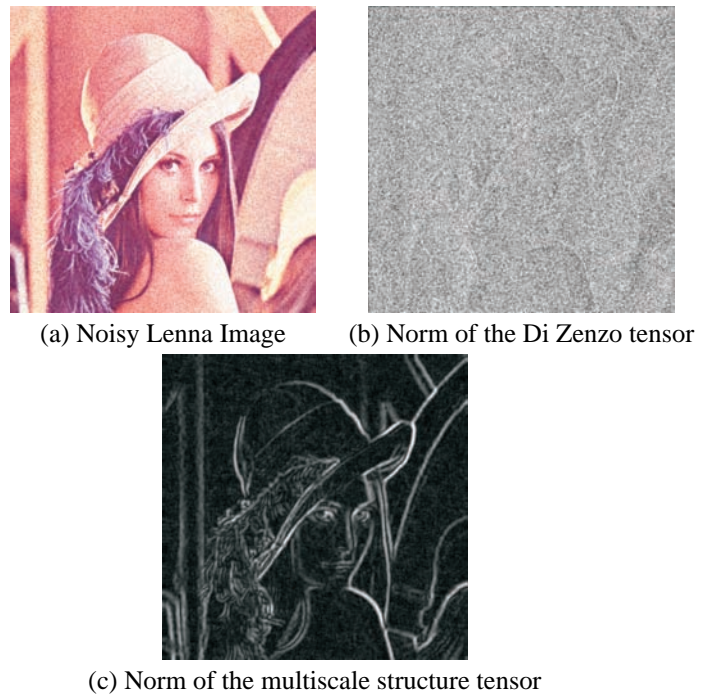 (a) Noisy Lenna Image
(b) Norm of the Di Zenzo tensor
(c) Norm of the multiscale structure tensor